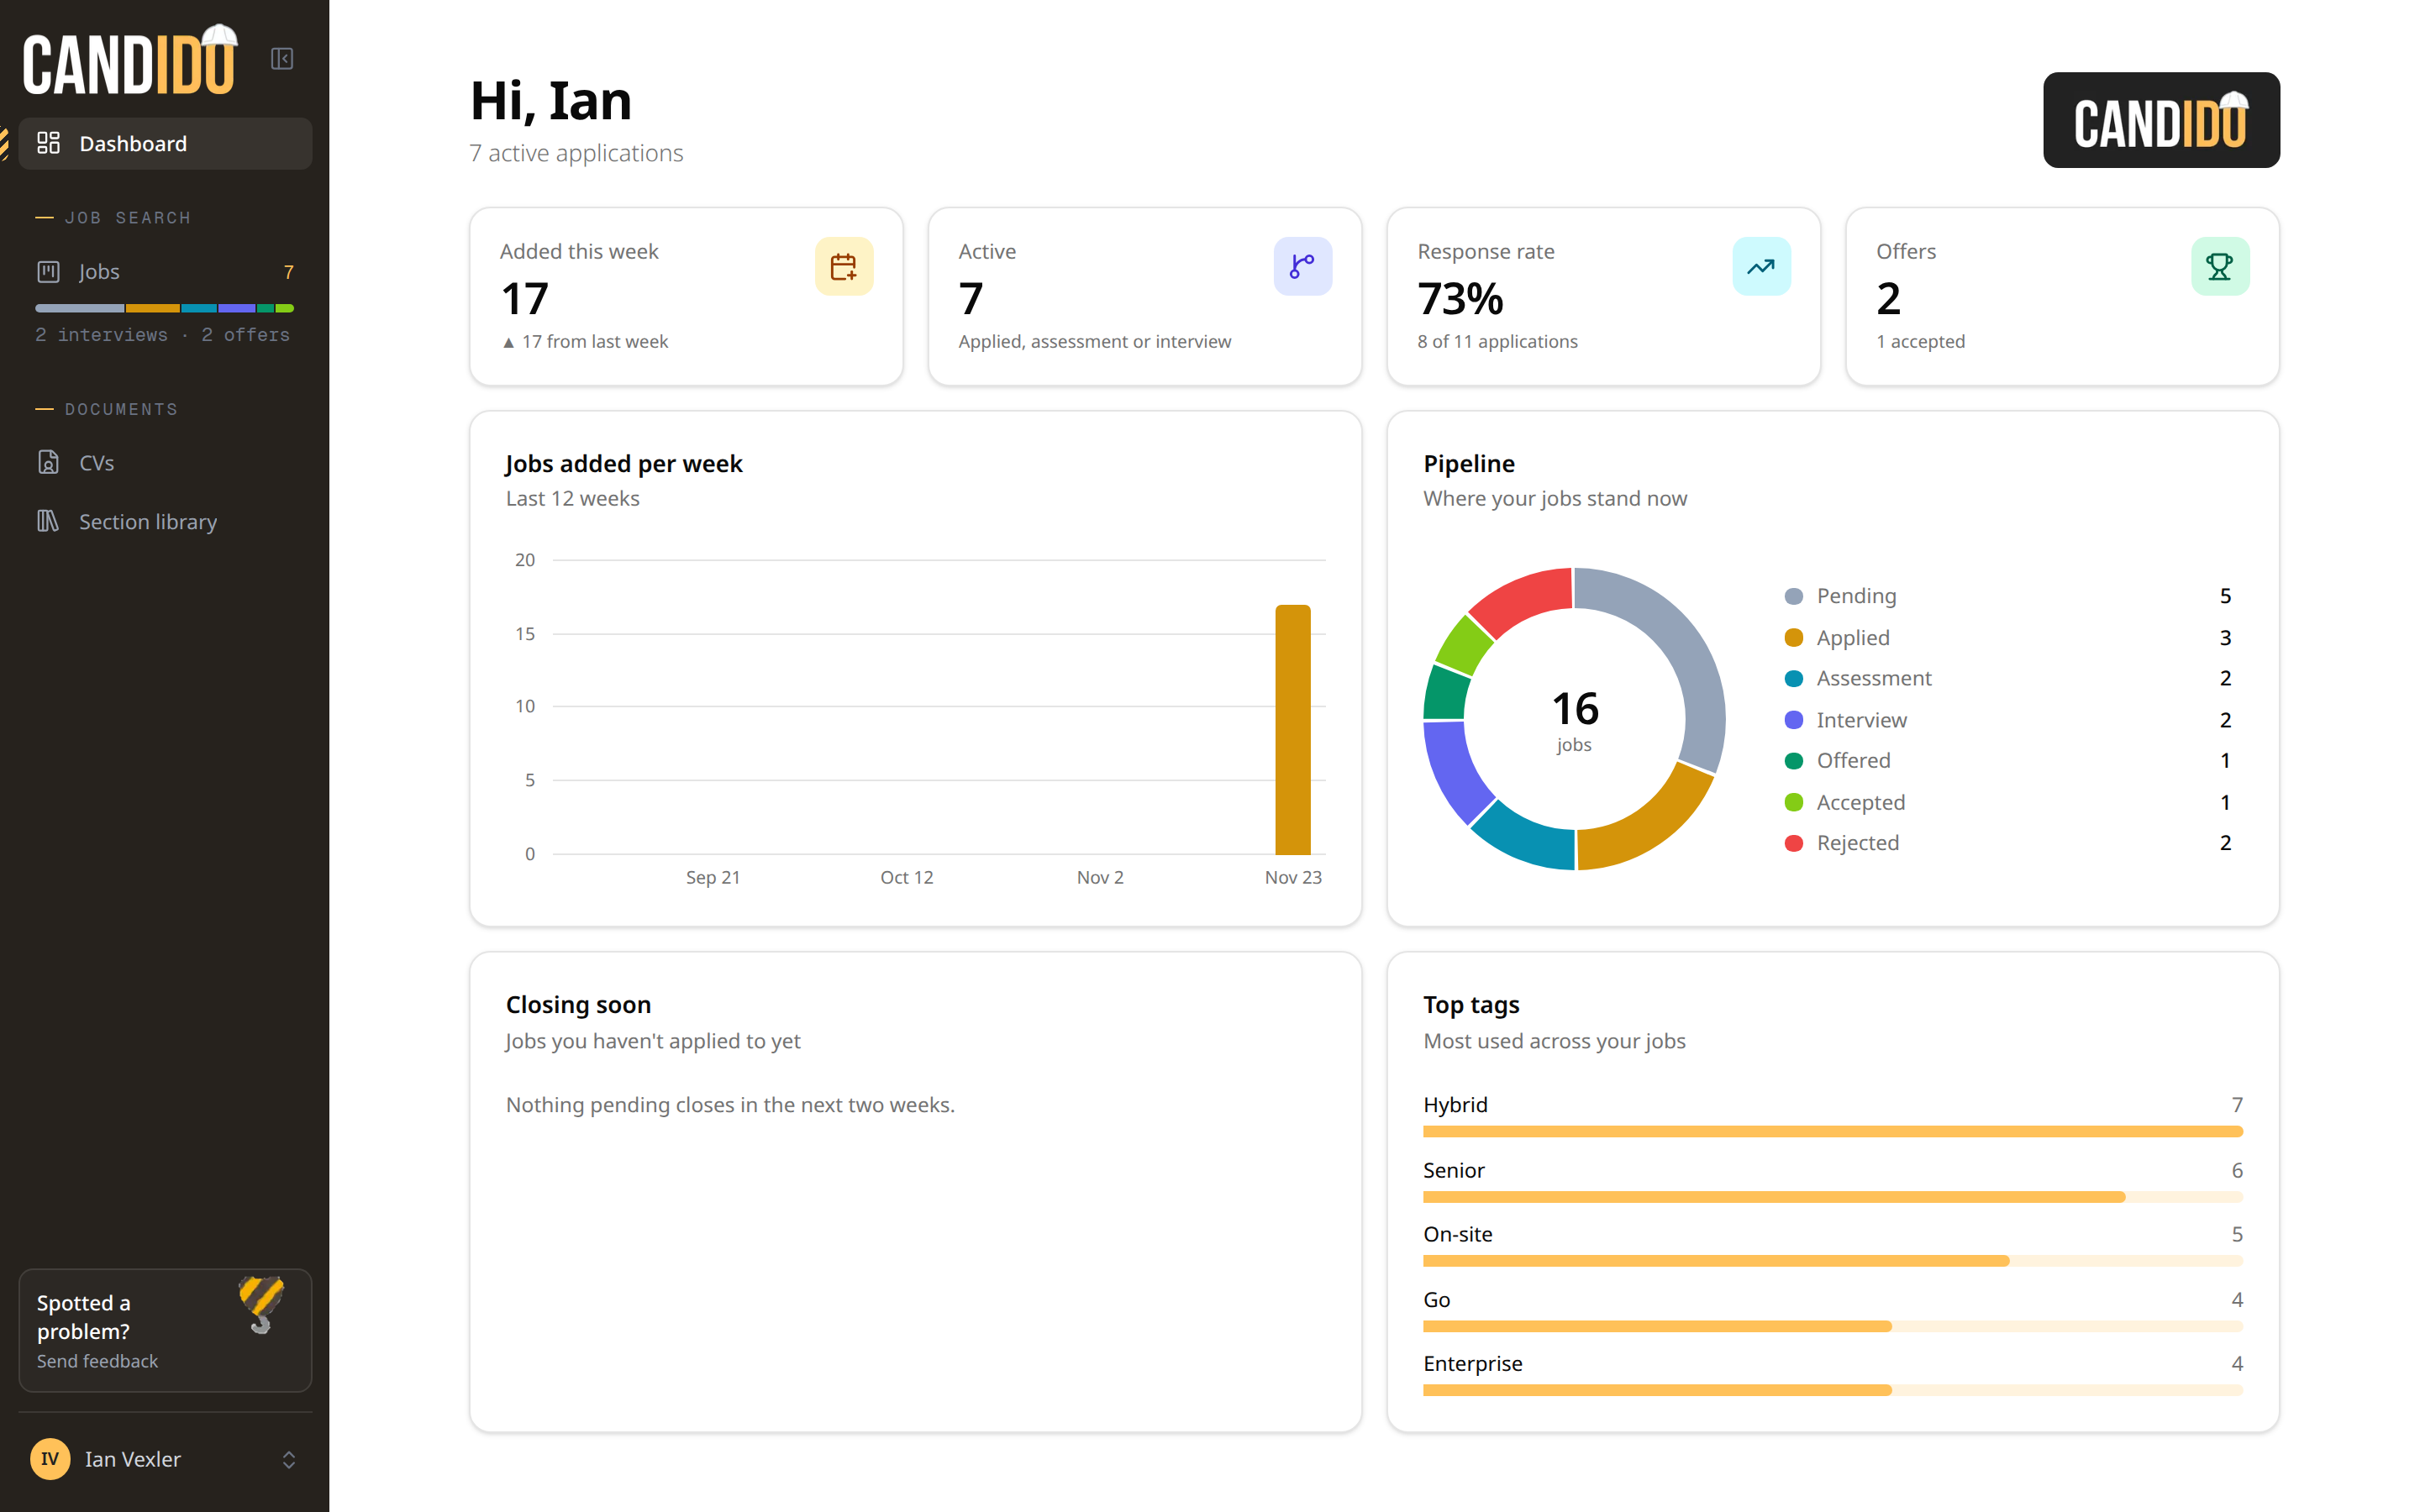 CANDIDO
Dashboard
JOB SEARCH
Jobs 7
2 interviews · 2 offers
DOCUMENTS
CVs
Section library
Spotted a
problem?
Send feedback
IV Ian Vexler
Hi, Ian
7 active applications
CANDIDO
Added this week
17
▲ 17 from last week
Active
7
Applied, assessment or interview
Response rate
73%
8 of 11 applications
Offers
2
1 accepted
Jobs added per week
Last 12 weeks
20
15
10
5
0
Sep 21 Oct 12 Nov 2 Nov 23
Pipeline
Where your jobs stand now
16
jobs
Pending 5
Applied 3
Assessment 2
Interview 2
Offered 1
Accepted 1
Rejected 2
Closing soon
Jobs you haven't applied to yet
Nothing pending closes in the next two weeks.
Top tags
Most used across your jobs
Hybrid 7
Senior 6
On-site 5
Go 4
Enterprise 4